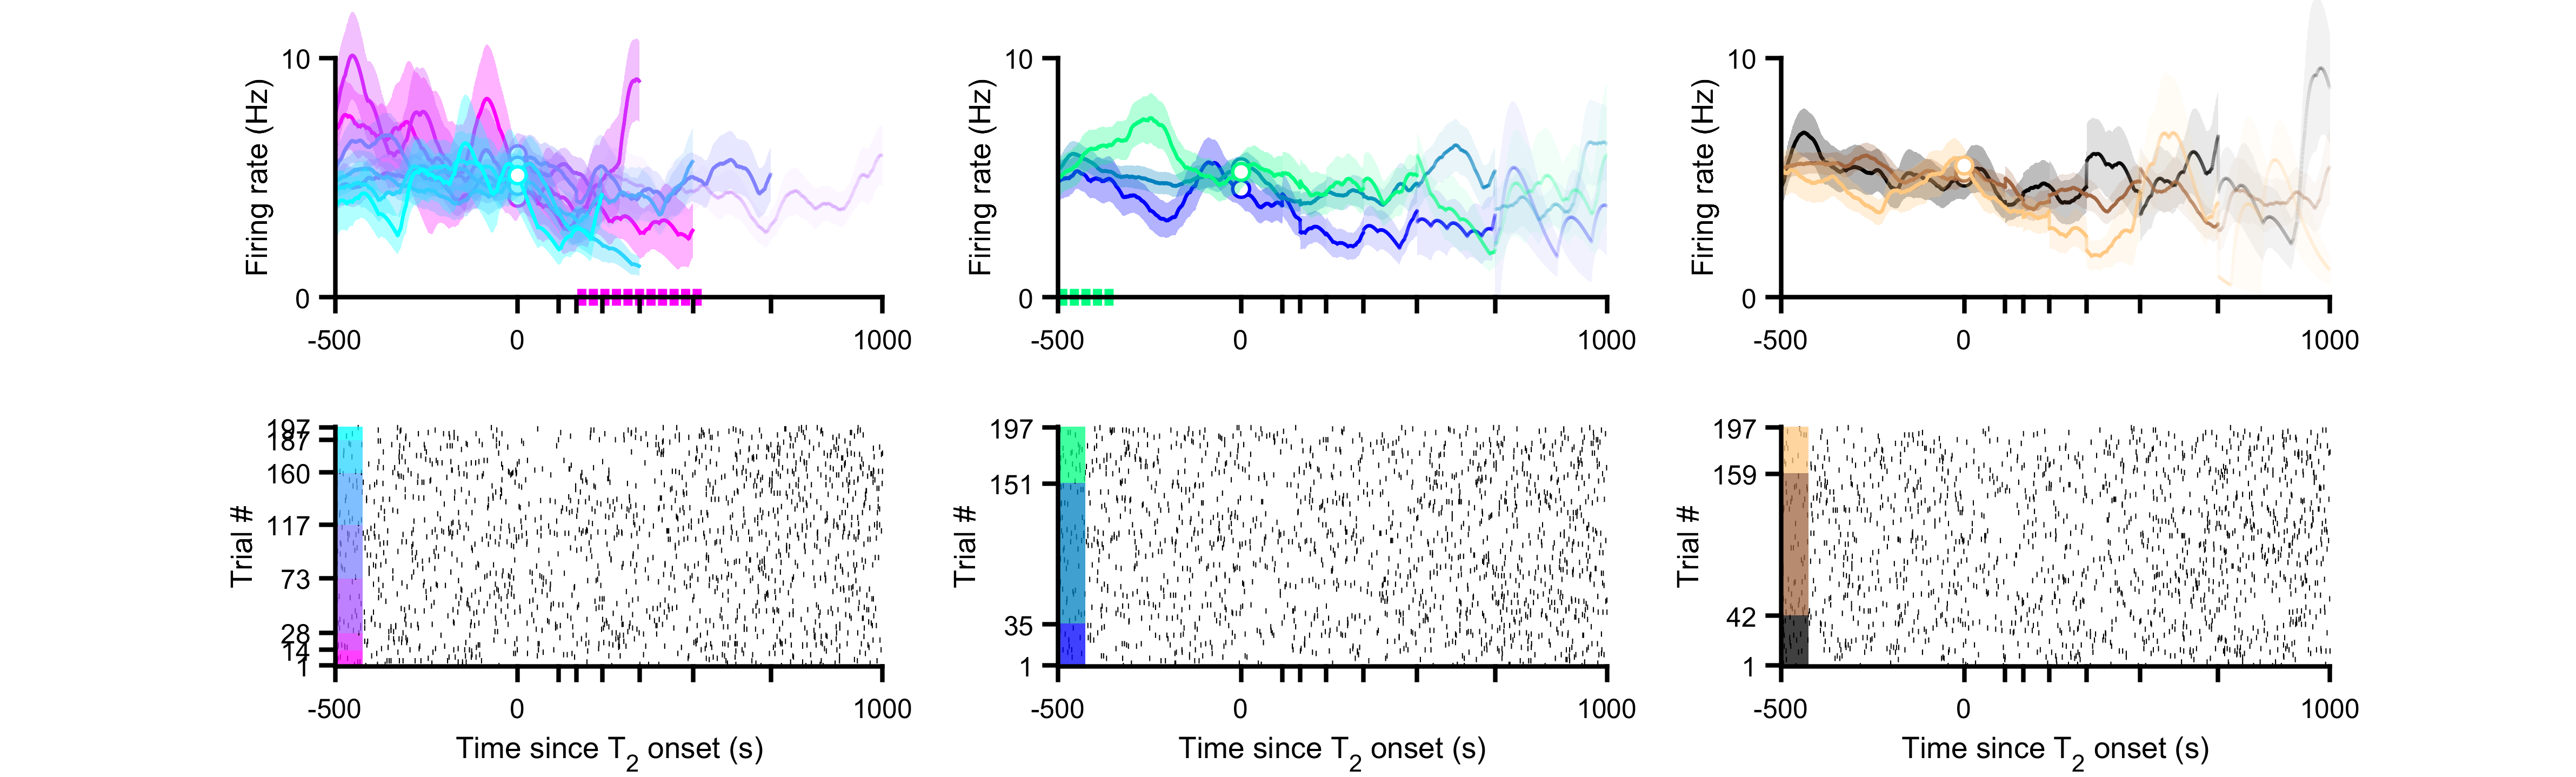 10
Firing rate (Hz)
0
-500 0 1000
10
Firing rate (Hz)
0
-500 0 1000
10
Firing rate (Hz)
0
-500 0 1000
197
187
160
117
73
28
14
1
Trial #
-500 0 1000
Time since T2 onset (s)
197
151
35
1
Trial #
-500 0 1000
Time since T2 onset (s)
197
159
42
1
Trial #
-500 0 1000
Time since T2 onset (s)